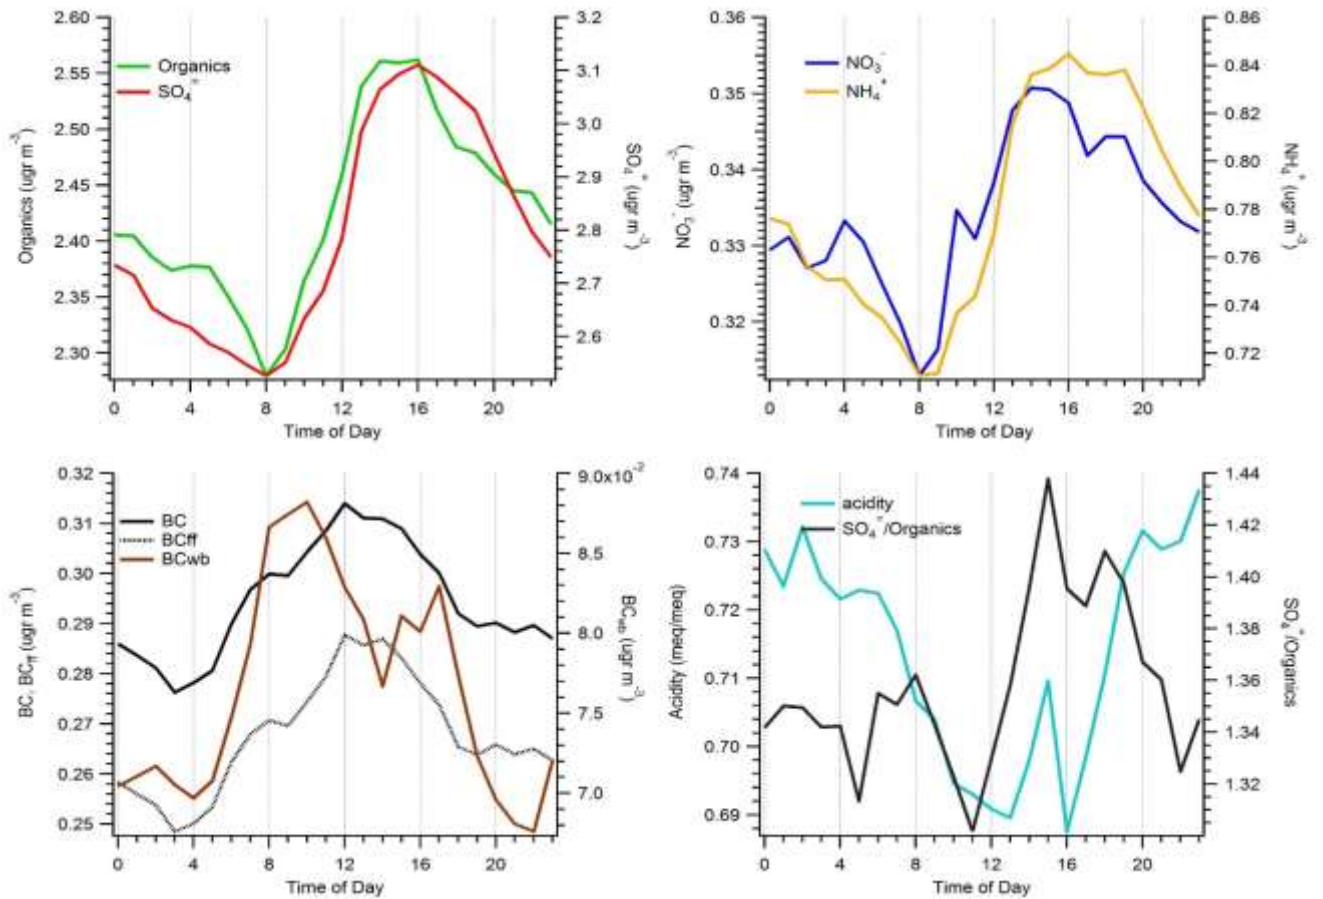 2.60
2.55
2.50
2.45
2.40
2.35
2.30
Organics (ugr m⁻³)
Organics
SO₄⁼
3.2
3.1
3.0
2.9
2.8
2.7
2.6
SO₄⁼ (ugr m⁻³)
0 4 8 12 16 20
Time of Day
0.36
0.35
0.34
0.33
0.32
NO₃⁻ (ugr m⁻³)
NO₃⁻
NH₄⁺
0.86
0.84
0.82
0.80
0.78
0.76
0.74
0.72
NH₄⁺ (ugr m⁻³)
0 4 8 12 16 20
Time of Day
0.32
0.31
0.30
0.29
0.28
0.27
0.26
0.25
BC, BCff (ugr m⁻³)
BC
BCff
BCwb
9.0x10⁻²
8.5
8.0
7.5
7.0
BCwb (ugr m⁻³)
0 4 8 12 16 20
Time of Day
0.74
0.73
0.72
0.71
0.70
0.69
Acidity (meq/meq)
acidity
SO₄⁼/Organics
1.44
1.42
1.40
1.38
1.36
1.34
1.32
SO₄⁼/Organics
0 4 8 12 16 20
Time of Day